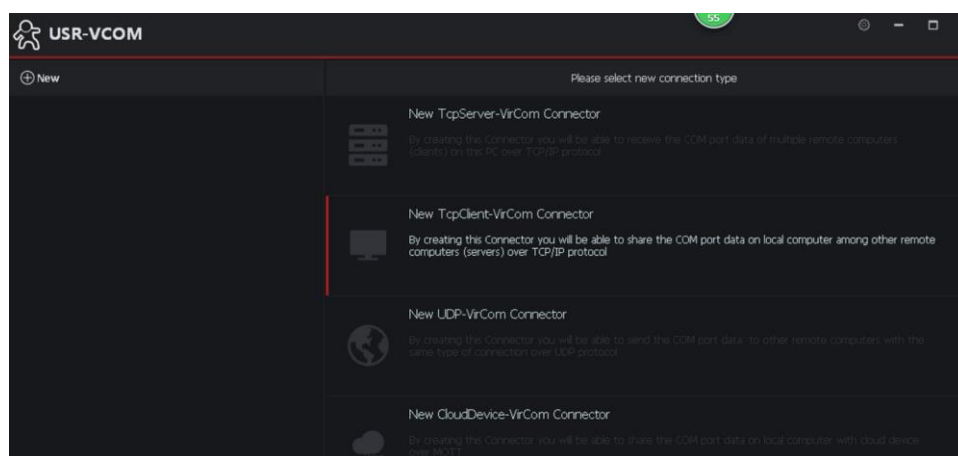 55
USR-VCOM
New
Please select new connection type
New TcpServer-VirCom Connector
By creating this Connector you will be able to receive the COM port data of multiple remote computers
(clients) on this PC over TCP/IP protocol
New TcpClient-VirCom Connector
By creating this Connector you will be able to share the COM port data on local computer among other remote
computers (servers) over TCP/IP protocol
New UDP-VirCom Connector
By creating this Connector you will be able to send the COM port data to other remote computers with the
same type of connection over UDP protocol
New CloudDevice-VirCom Connector
By creating this Connector you will be able to share the COM port data on local computer with cloud device
over MQTT